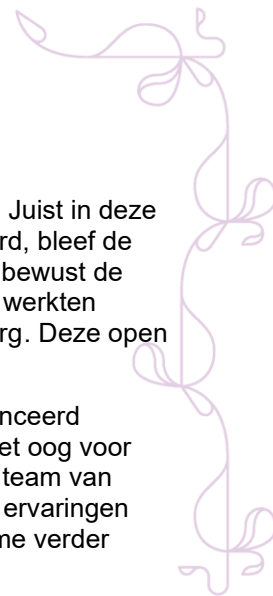 Juist in deze
rd, bleef de
bewust de
werkten
rg. Deze open
nceerd
et oog voor
team van
ervaringen
me verder